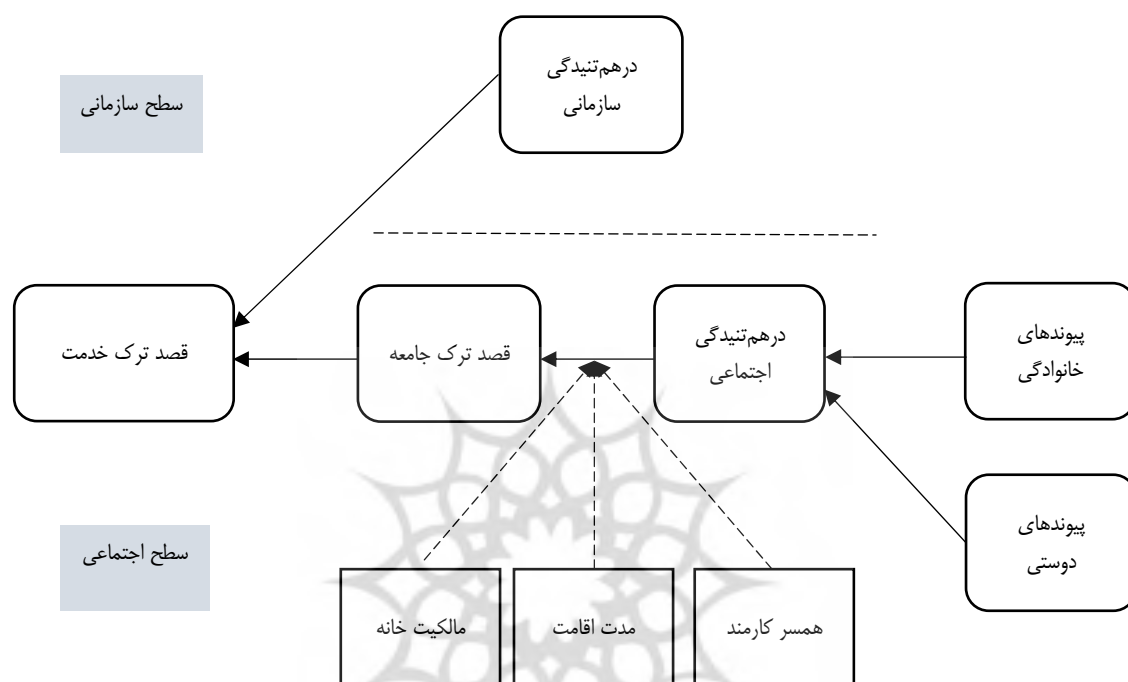 درهم‌تنیدگی
سازمانی
سطح سازمانی
پیوندهای
خانوادگی
درهم‌تنیدگی
اجتماعی
قصد ترک جامعه
قصد ترک خدمت
پیوندهای
دوستی
سطح اجتماعی
همسر کارمند
مدت اقامت
مالکیت خانه